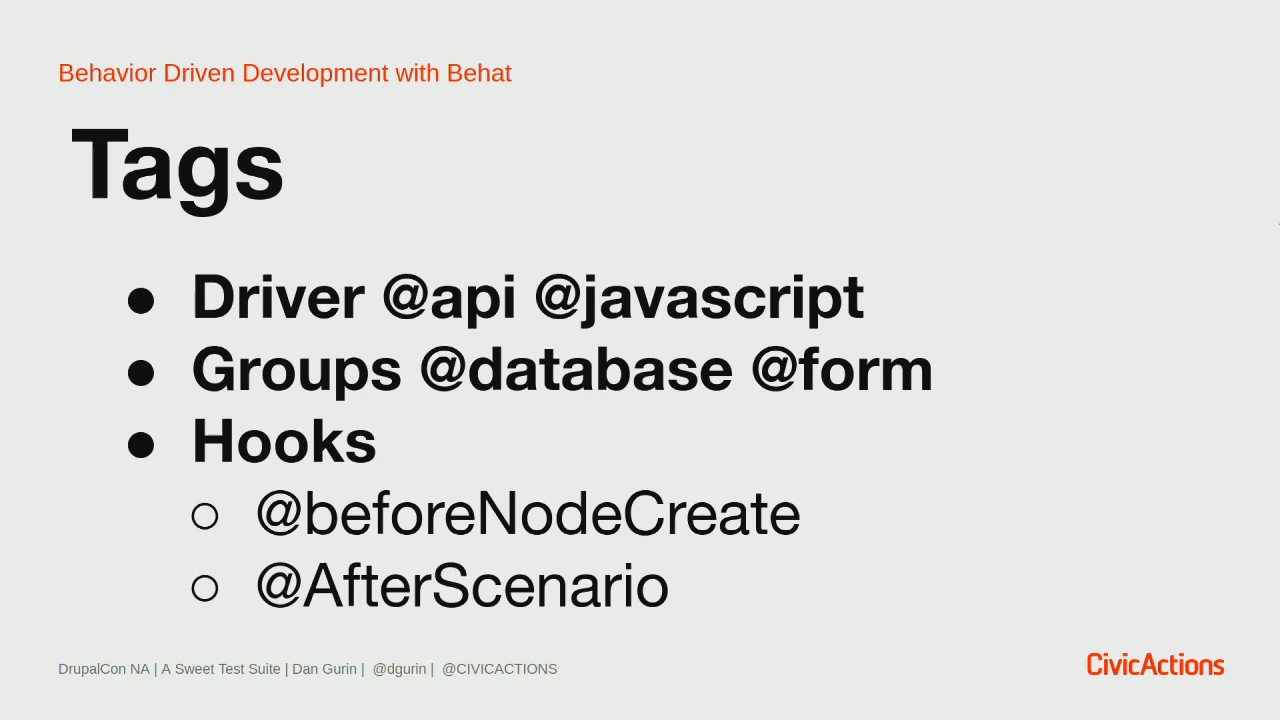 Behavior Driven Development with Behat
Tags
● Driver @api @javascript
● Groups @database @form
● Hooks
○ @beforeNodeCreate
○ @AfterScenario
DrupalCon NA | A Sweet Test Suite | Dan Gurin | @dgurin | @CIVICACTIONS
CivicActions